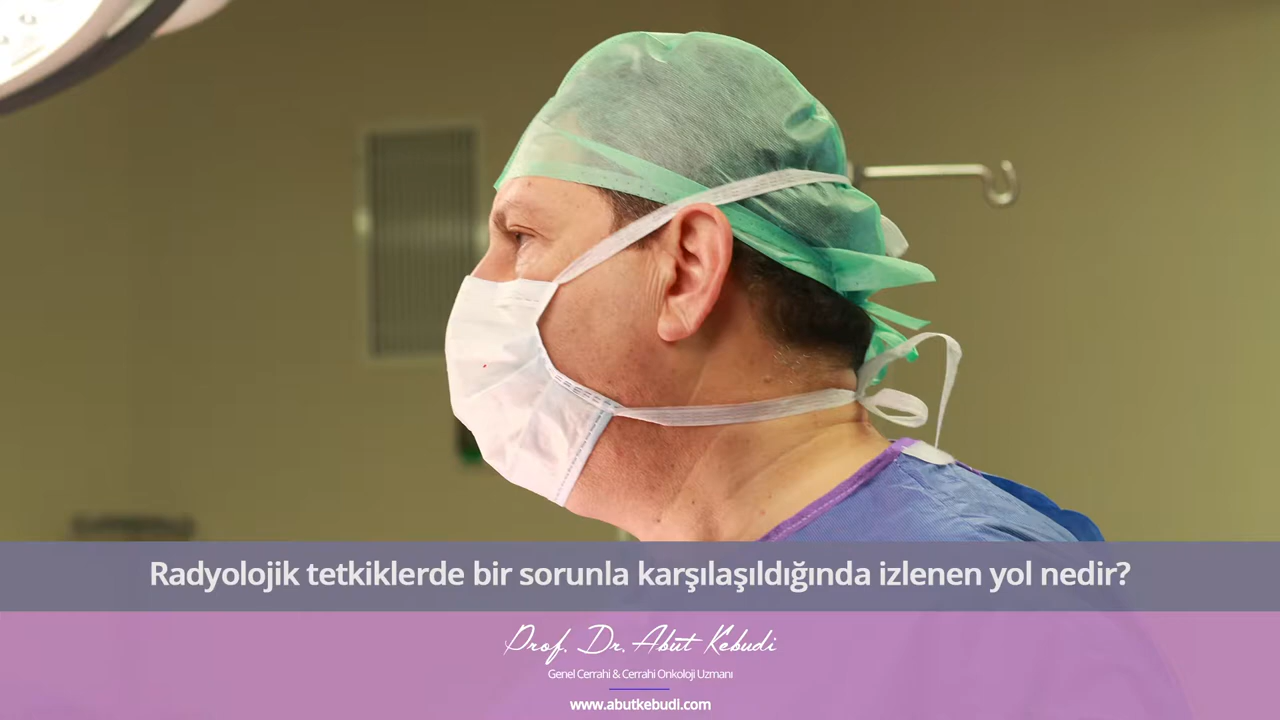 Radyolojik tetkiklerde bir sorunla karşılaşıldığında izlenen yol nedir?
Prof. Dr. Abut Kebudi
Genel Cerrahi & Cerrahi Onkoloji Uzmanı
www.abutkebudi.com